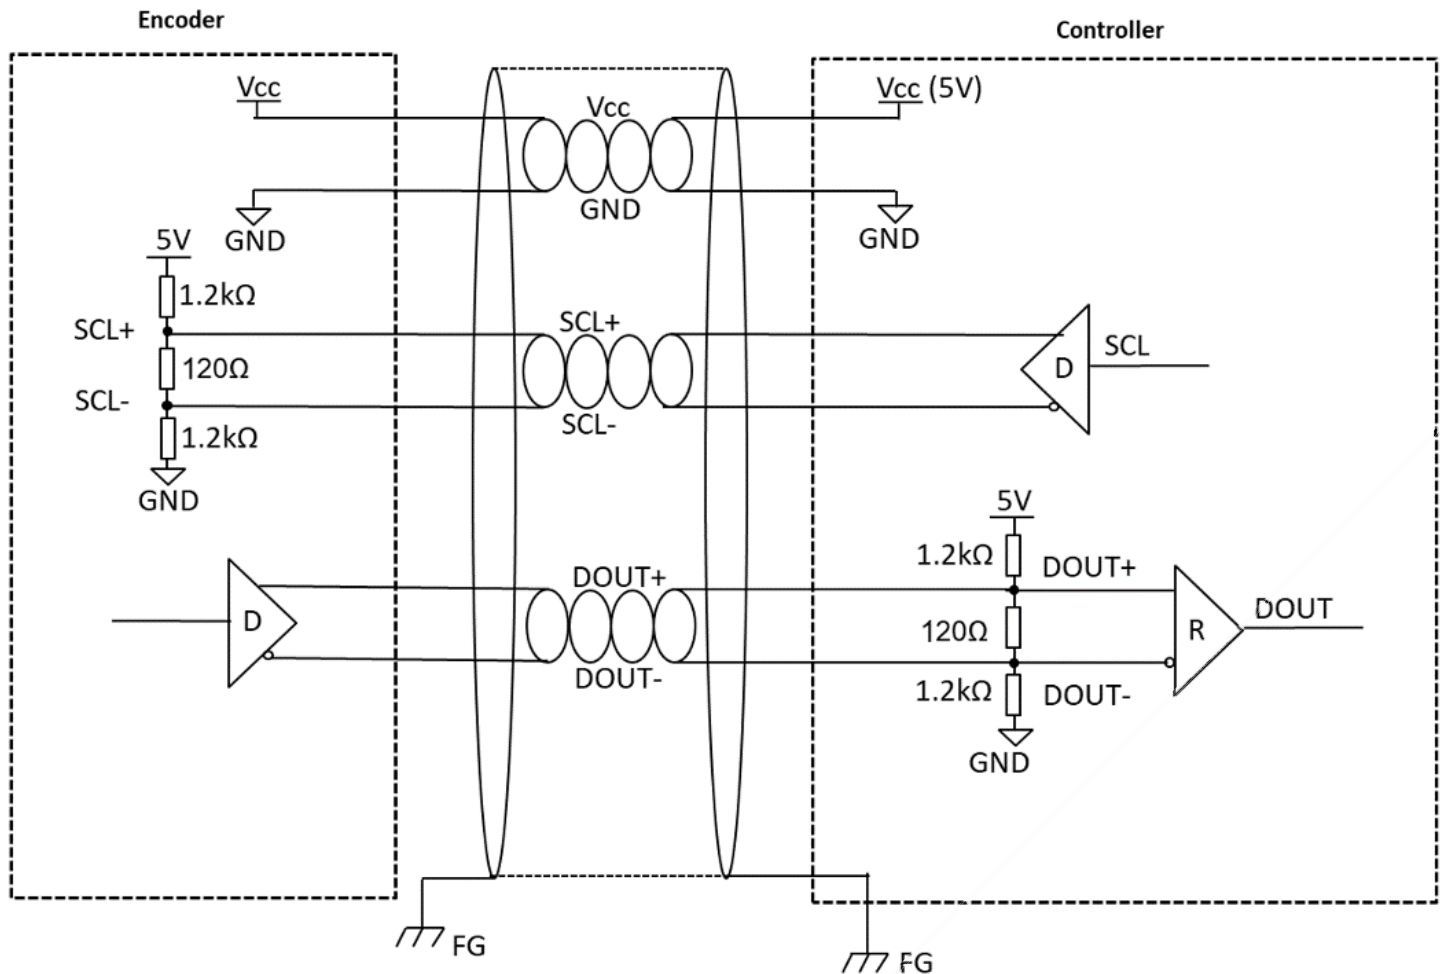 Encoder
Controller
Vcc
Vcc
Vcc (5V)
GND
GND
GND
5V
1.2kΩ
SCL+
SCL+
SCL
D
120Ω
SCL-
SCL-
1.2kΩ
GND
5V
1.2kΩ
DOUT+
DOUT+
D
120Ω
R
DOUT
DOUT-
1.2kΩ
DOUT-
GND
FG
FG